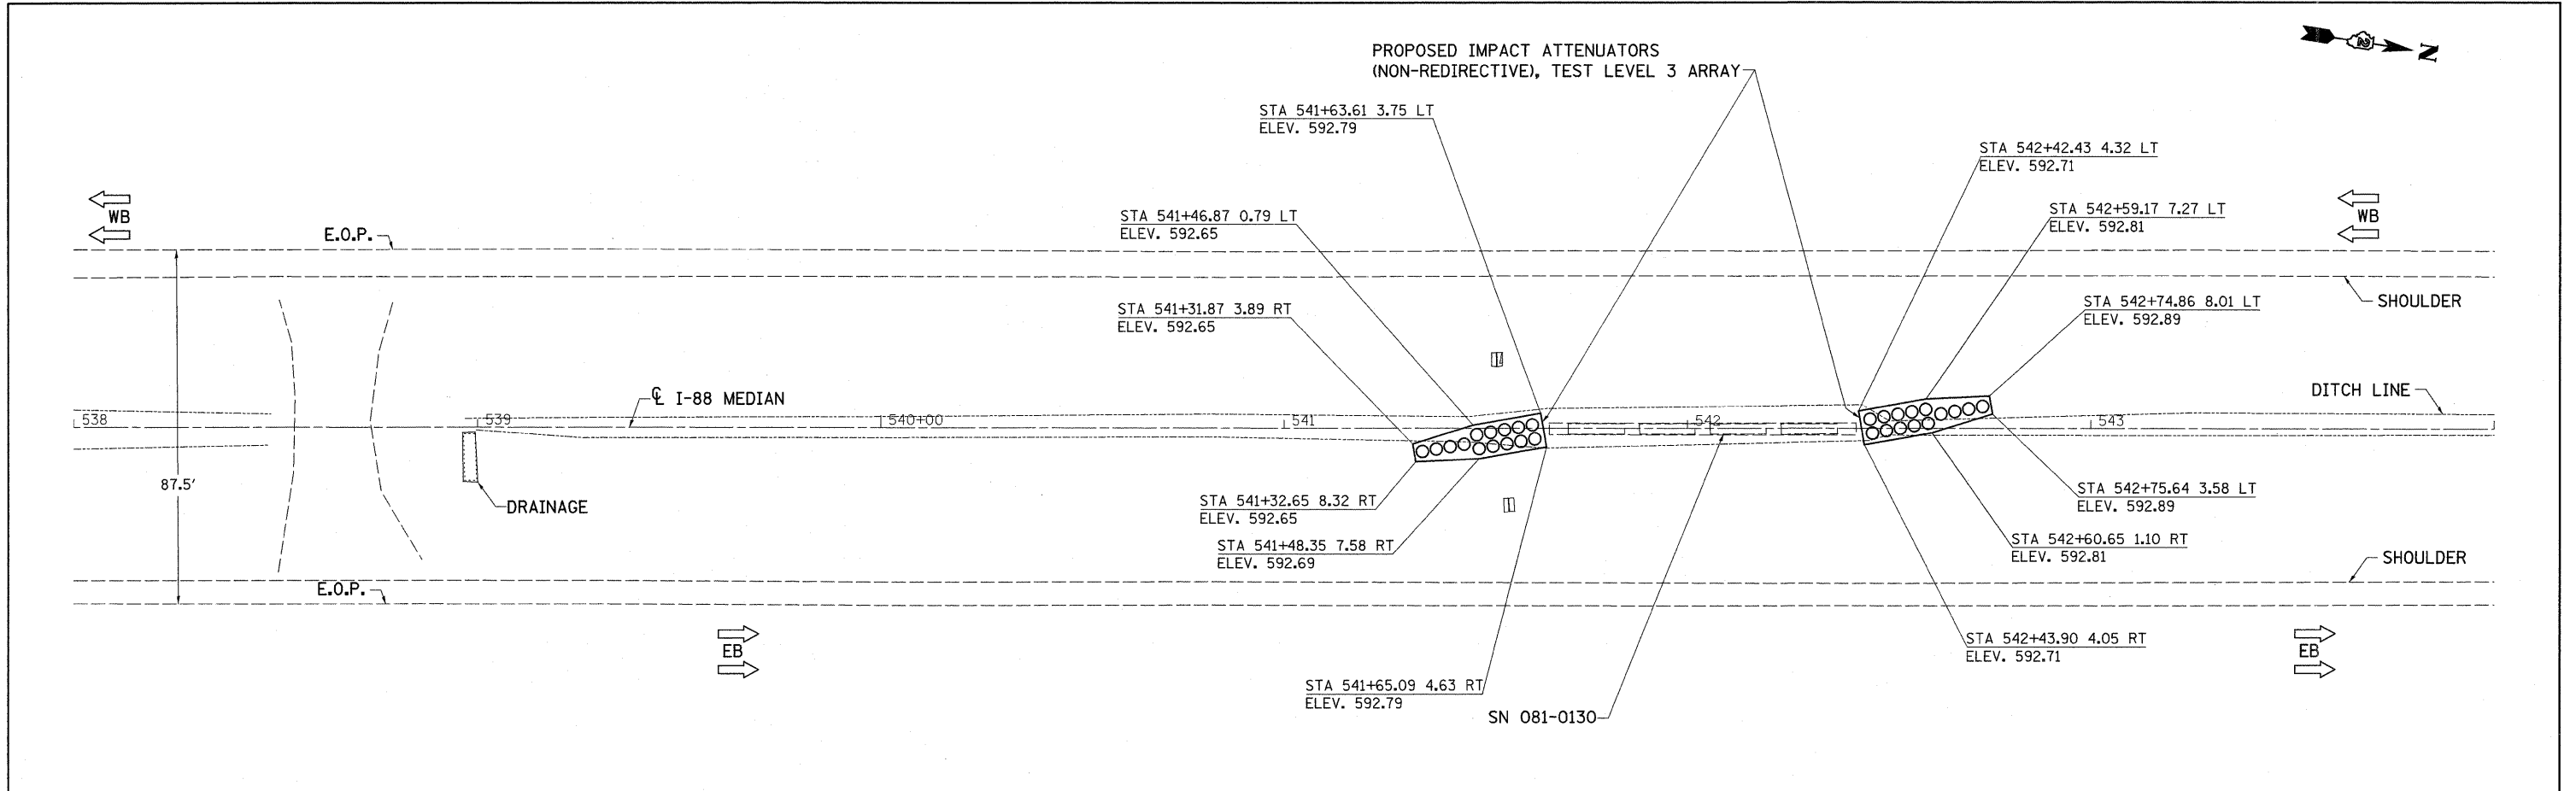 PROPOSED IMPACT ATTENUATORS
(NON-REDIRECTIVE), TEST LEVEL 3 ARRAY
N
STA 541+63.61 3.75 LT
ELEV. 592.79
STA 542+42.43 4.32 LT
ELEV. 592.71
WB
E.O.P.
STA 541+46.87 0.79 LT
ELEV. 592.65
STA 542+59.17 7.27 LT
ELEV. 592.81
WB
STA 541+31.87 3.89 RT
ELEV. 592.65
STA 542+74.86 8.01 LT
ELEV. 592.89
SHOULDER
℄ I-88 MEDIAN
DITCH LINE
538
539
540+00
541
542
543
87.5'
DRAINAGE
STA 541+32.65 8.32 RT
ELEV. 592.65
STA 542+75.64 3.58 LT
ELEV. 592.89
STA 541+48.35 7.58 RT
ELEV. 592.69
STA 542+60.65 1.10 RT
ELEV. 592.81
SHOULDER
E.O.P.
EB
STA 542+43.90 4.05 RT
ELEV. 592.71
EB
STA 541+65.09 4.63 RT
ELEV. 592.79
SN 081-0130